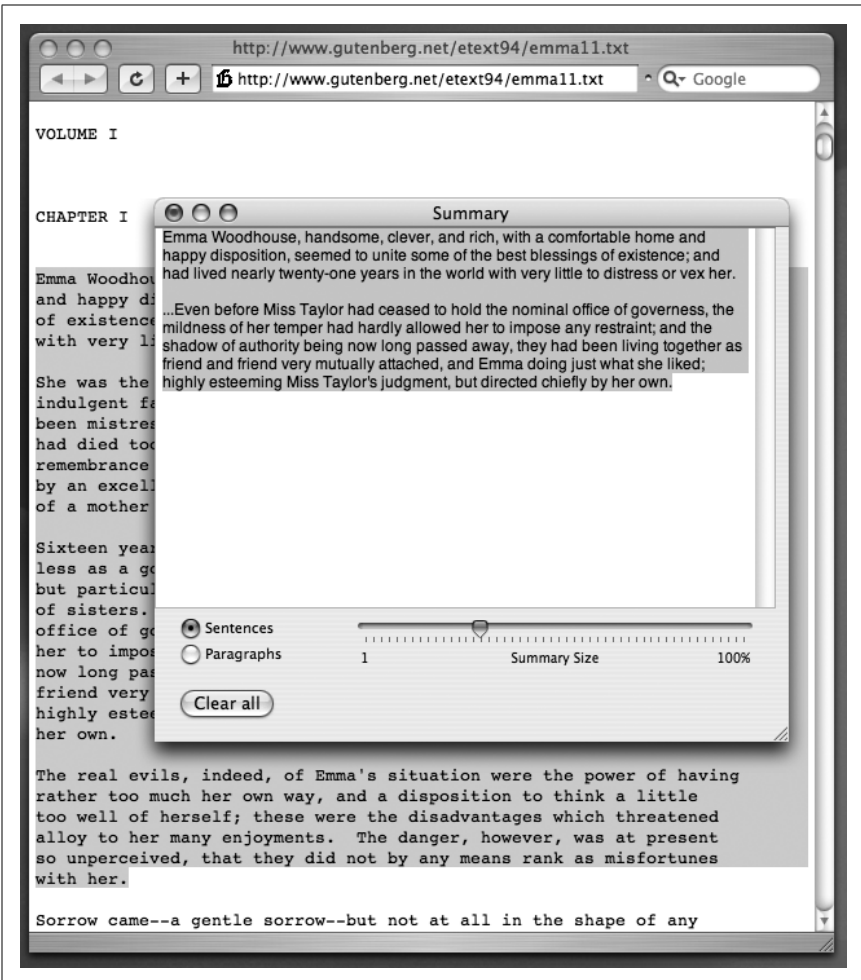 http://www.gutenberg.net/etext94/emma11.txt
http://www.gutenberg.net/etext94/emma11.txt Google
VOLUME I
CHAPTER I
Emma Woodhou
and happy di
of existence
with very li
She was the
indulgent fa
been mistres
had died too
remembrance
by an excell
of a mother
Sixteen year
less as a go
but particul
of sisters.
office of go
her to impos
now long pas
friend very
highly estee
her own.
The real evils, indeed, of Emma's situation were the power of having
rather too much her own way, and a disposition to think a little
too well of herself; these were the disadvantages which threatened
alloy to her many enjoyments. The danger, however, was at present
so unperceived, that they did not by any means rank as misfortunes
with her.
Sorrow came--a gentle sorrow--but not at all in the shape of any
Summary
Emma Woodhouse, handsome, clever, and rich, with a comfortable home and
happy disposition, seemed to unite some of the best blessings of existence; and
had lived nearly twenty-one years in the world with very little to distress or vex her.
...Even before Miss Taylor had ceased to hold the nominal office of governess, the
mildness of her temper had hardly allowed her to impose any restraint; and the
shadow of authority being now long passed away, they had been living together as
friend and friend very mutually attached, and Emma doing just what she liked;
highly esteeming Miss Taylor's judgment, but directed chiefly by her own.
Sentences
Paragraphs
1 Summary Size 100%
Clear all